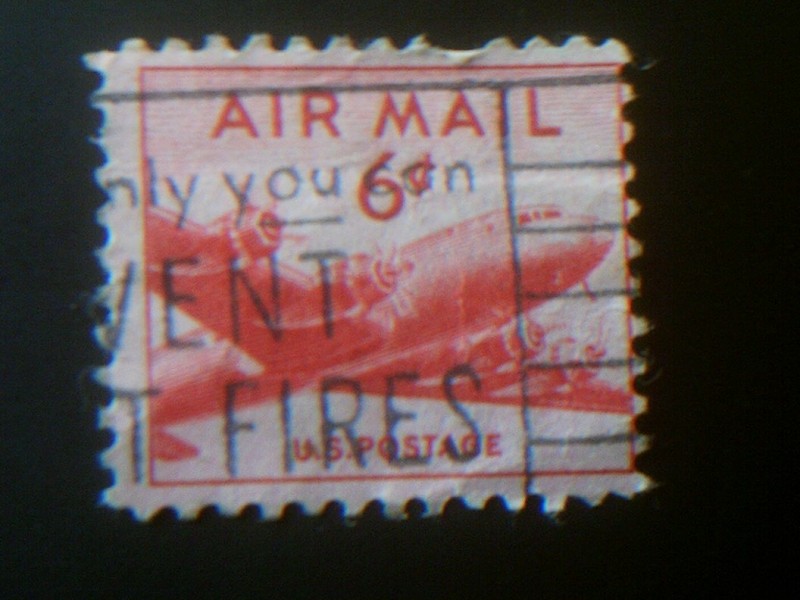 AIR MAIL
nly you can
6¢
VENT
T FIRES
U.S. POSTAGE